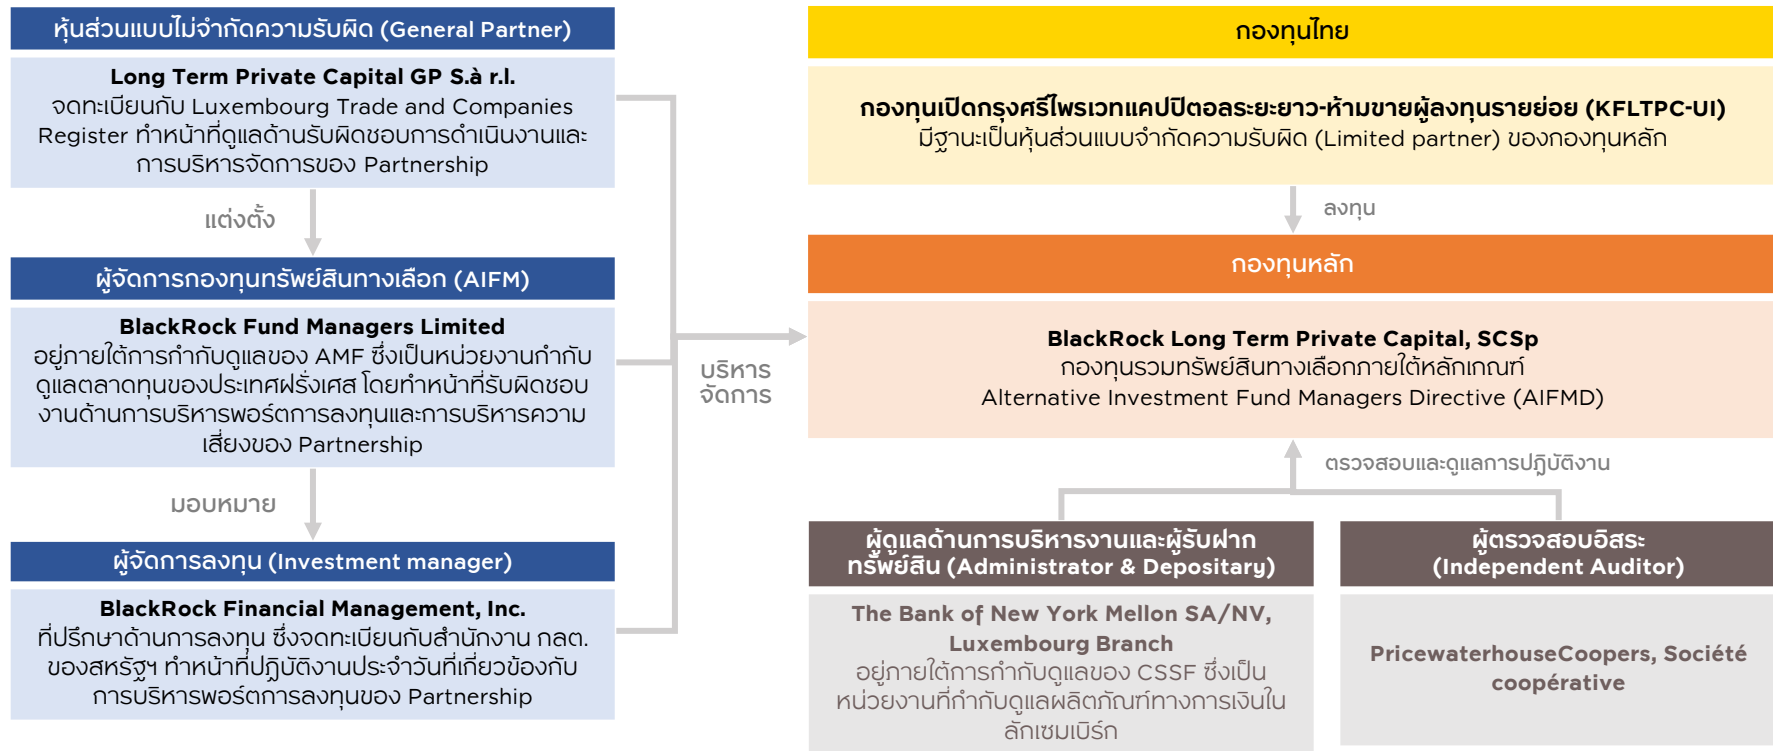 หุ้นส่วนแบบไม่จำกัดความรับผิด (General Partner)
Long Term Private Capital GP S.à r.l.
จดทะเบียนกับ Luxembourg Trade and Companies
Register ทำหน้าที่ดูแลด้านรับผิดชอบการดำเนินงานและ
การบริหารจัดการของ Partnership
แต่งตั้ง
ผู้จัดการกองทุนทรัพย์สินทางเลือก (AIFM)
BlackRock Fund Managers Limited
อยู่ภายใต้การกำกับดูแลของ AMF ซึ่งเป็นหน่วยงานกำกับ
ดูแลตลาดทุนของประเทศฝรั่งเศส โดยทำหน้าที่รับผิดชอบ
งานด้านการบริหารพอร์ตการลงทุนและการบริหารความ
เสี่ยงของ Partnership
มอบหมาย
ผู้จัดการลงทุน (Investment manager)
BlackRock Financial Management, Inc.
ที่ปรึกษาด้านการลงทุน ซึ่งจดทะเบียนกับสำนักงาน กลต.
ของสหรัฐฯ ทำหน้าที่ปฏิบัติงานประจำวันที่เกี่ยวข้องกับ
การบริหารพอร์ตการลงทุนของ Partnership
บริหาร
จัดการ
กองทุนไทย
กองทุนเปิดกรุงศรีไพรเวทแคปปิตอลระยะยาว-ห้ามขายผู้ลงทุนรายย่อย (KFLTPC-UI)
มีฐานะเป็นหุ้นส่วนแบบจำกัดความรับผิด (Limited partner) ของกองทุนหลัก
ลงทุน
กองทุนหลัก
BlackRock Long Term Private Capital, SCSp
กองทุนรวมทรัพย์สินทางเลือกภายใต้หลักเกณฑ์
Alternative Investment Fund Managers Directive (AIFMD)
ตรวจสอบและดูแลการปฏิบัติงาน
ผู้ดูแลด้านการบริหารงานและผู้รับฝาก
ทรัพย์สิน (Administrator & Depositary)
The Bank of New York Mellon SA/NV,
Luxembourg Branch
อยู่ภายใต้การกำกับดูแลของ CSSF ซึ่งเป็น
หน่วยงานที่กำกับดูแลผลิตภัณฑ์ทางการเงินใน
ลักเซมเบิร์ก
ผู้ตรวจสอบอิสระ
(Independent Auditor)
PricewaterhouseCoopers, Société
coopérative